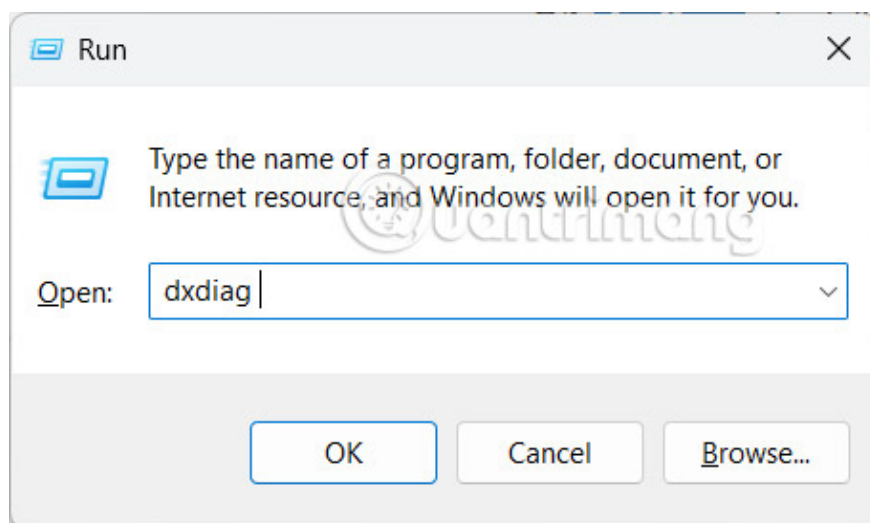 Run
Type the name of a program, folder, document, or
Internet resource, and Windows will open it for you.
Quantrimang
Open:
dxdiag
OK
Cancel
Browse...